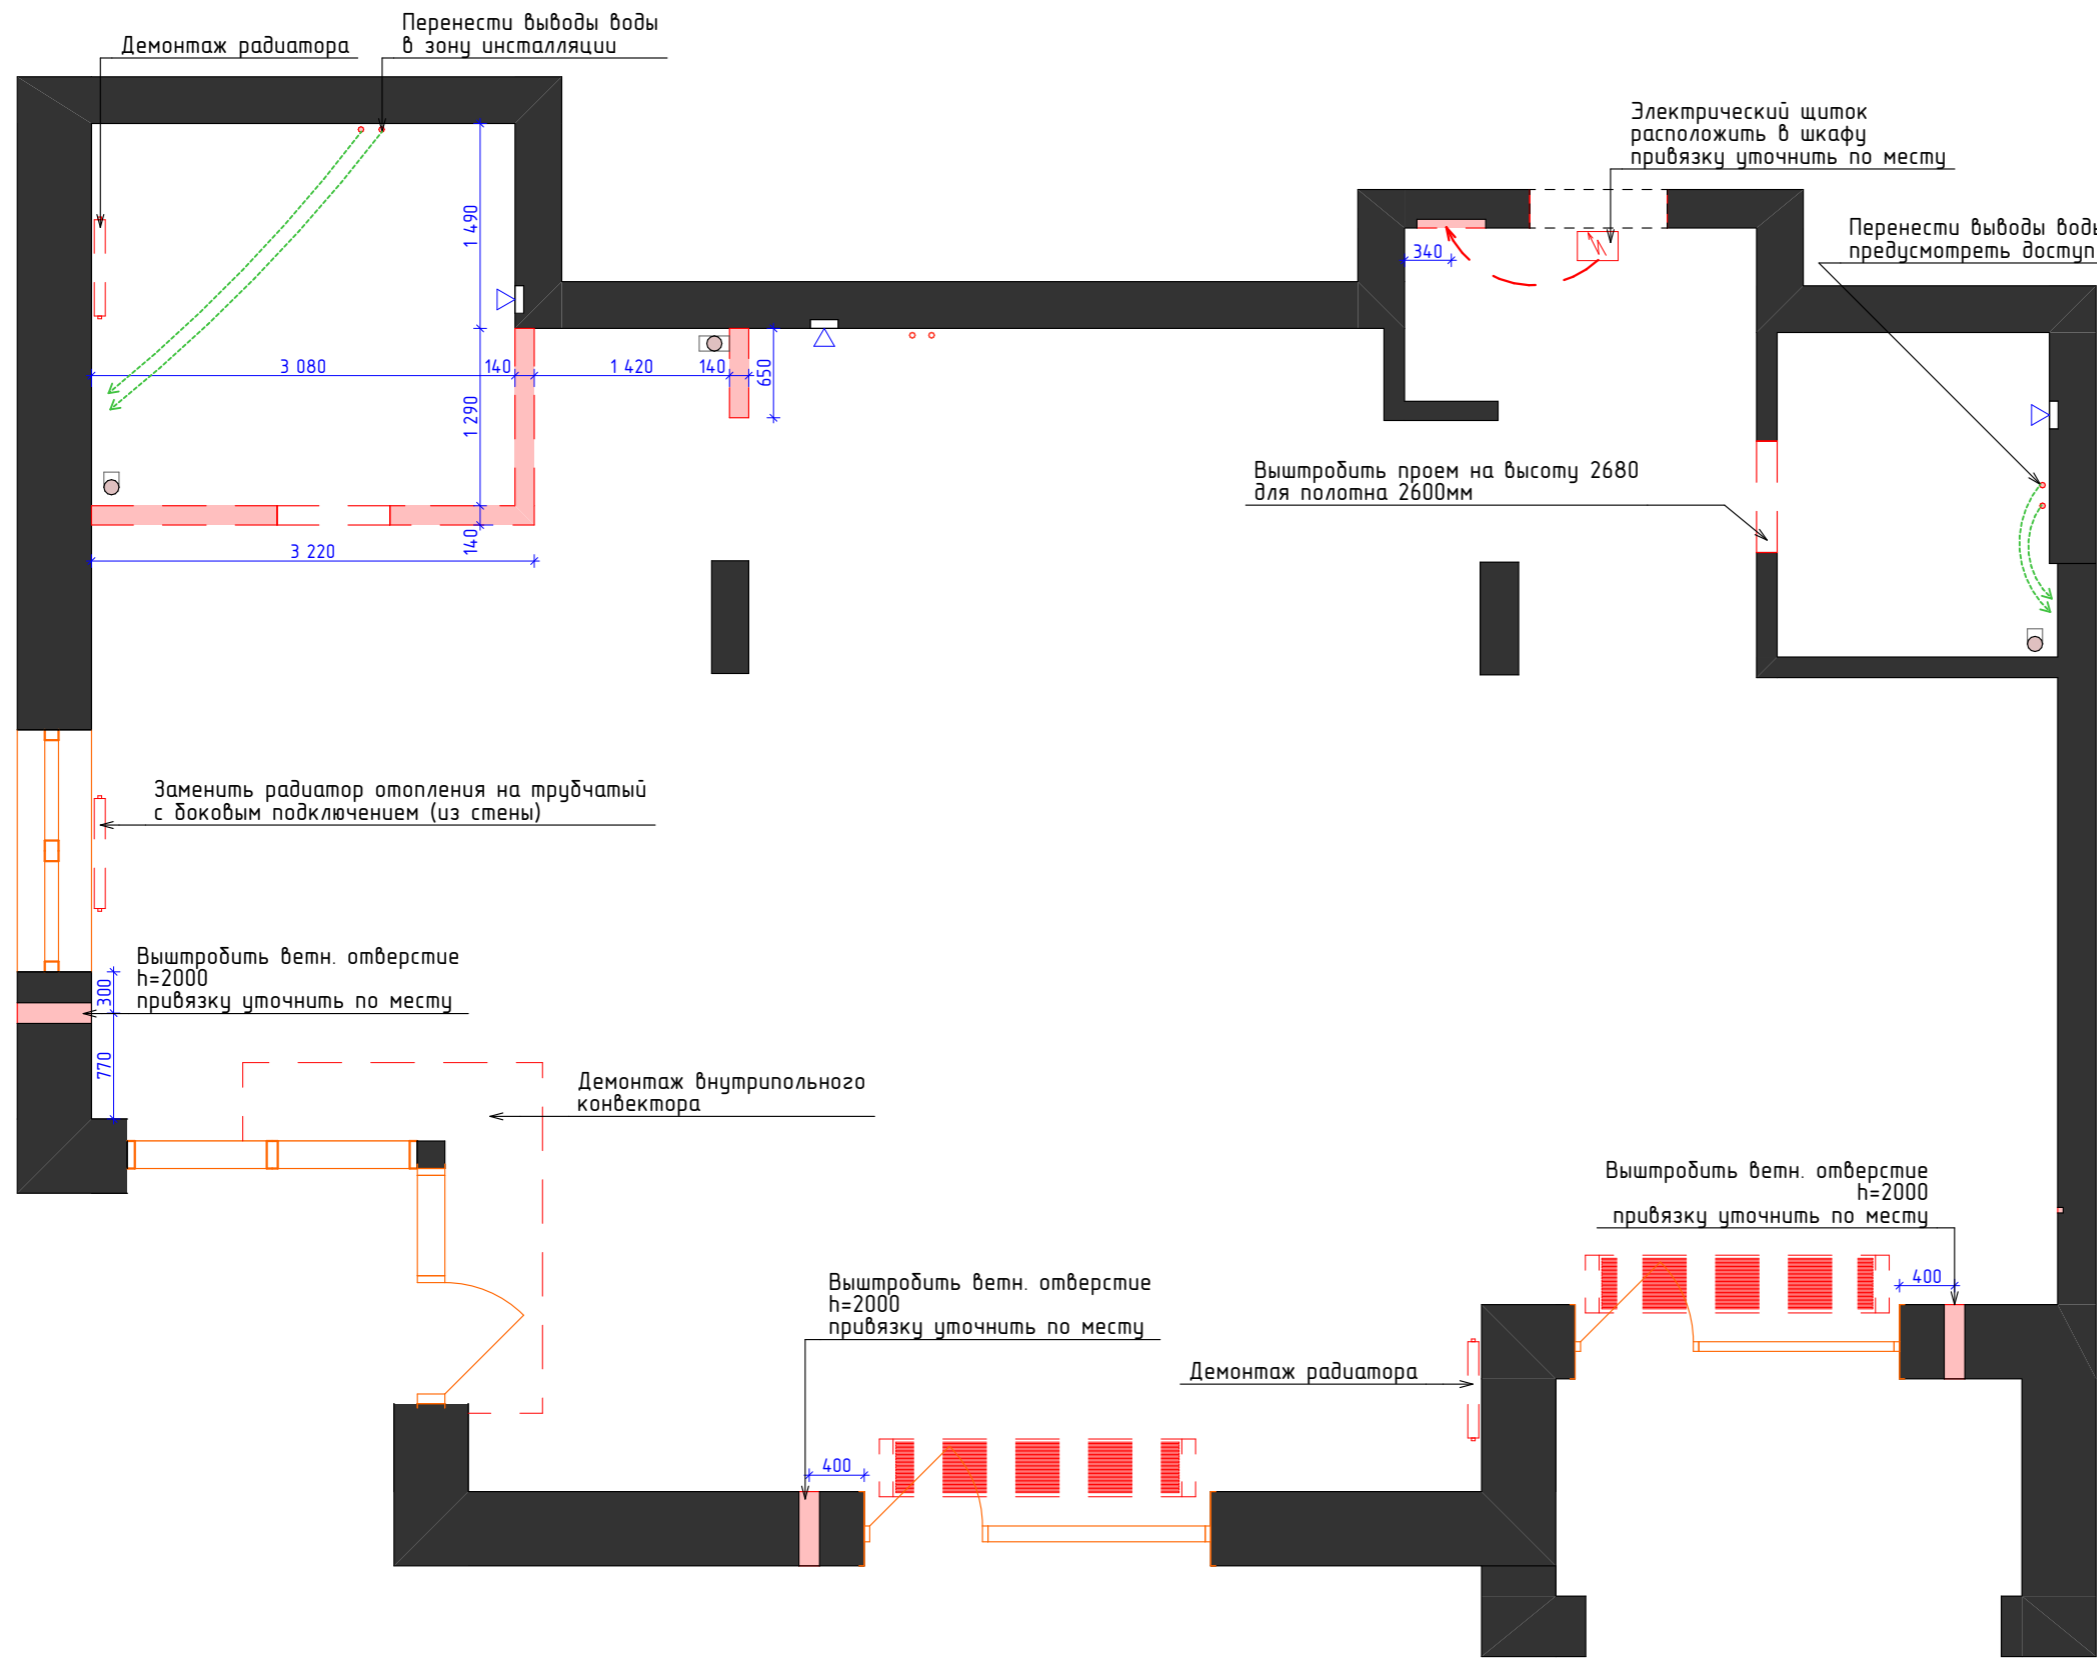 Перенести выводы воды
в зону инсталляции
Демонтаж радиатора
Электрический щиток
расположить в шкафу
привязку уточнить по месту
Перенести выводы воды
предусмотреть доступ
1 490
340
3 080
140
1 420
140
650
1 290
140
3 220
Выштробить проем на высоту 2680
для полотна 2600мм
Заменить радиатор отопления на трубчатый
с боковым подключением (из стены)
Выштробить ветн. отверстие
h=2000
привязку уточнить по месту
300
770
Демонтаж внутрипольного
конвектора
Выштробить ветн. отверстие
h=2000
привязку уточнить по месту
400
Выштробить ветн. отверстие
h=2000
привязку уточнить по месту
Демонтаж радиатора
400